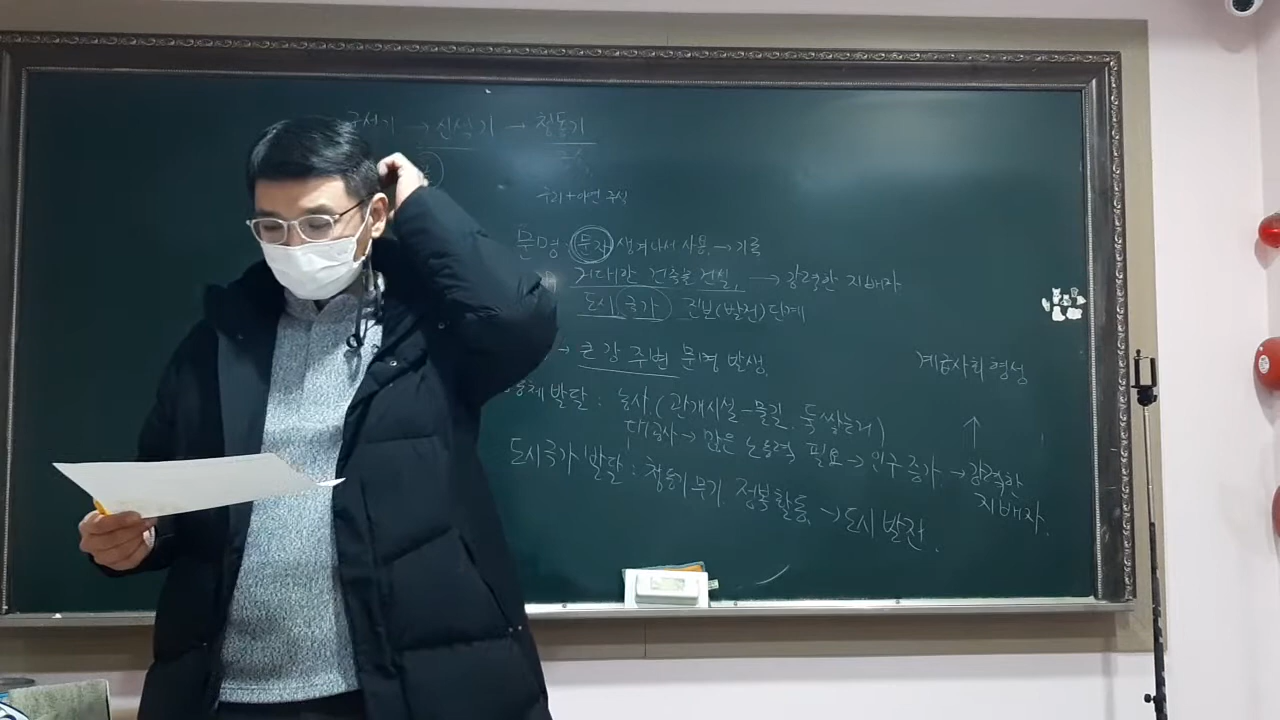 구석기 → 신석기 → 청동기
구리+아연 주석
문명 : 문자 생겨나서 사용. → 기록
거대한 건축물 건설, → 강력한 지배자
도시(국가) 진보(발전)단계
→ 큰 강 주변 문명 발생.
계급사회 형성
발달 : 농사.(관개시설-물길. 둑쌓는거)
↑
대공사 → 많은 노동력 필요 → 인구 증가. → 강력한 지배자.
도시국가 발달 : 청동기 무기 정복활동. → 도시 발전.